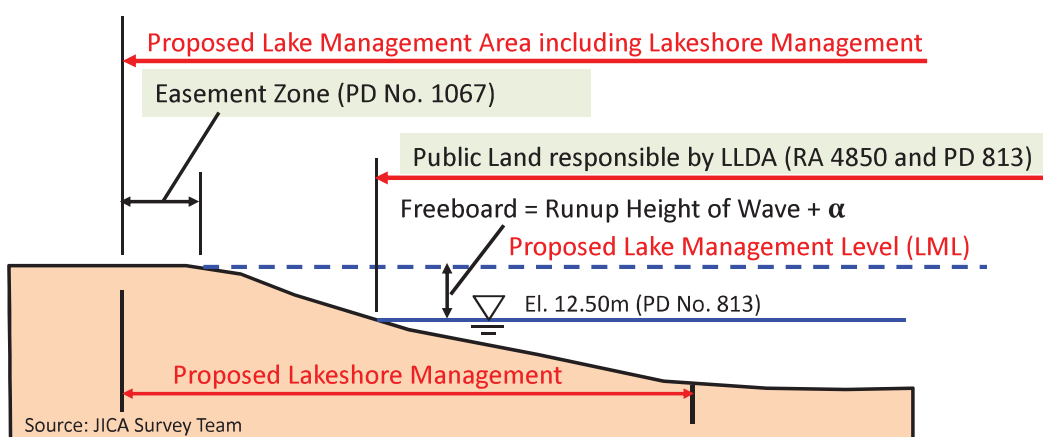 Proposed Lake Management Area including Lakeshore Management
Easement Zone (PD No. 1067)
Public Land responsible by LLDA (RA 4850 and PD 813)
Freeboard = Runup Height of Wave + α
Proposed Lake Management Level (LML)
El. 12.50m (PD No. 813)
Proposed Lakeshore Management
Source: JICA Survey Team